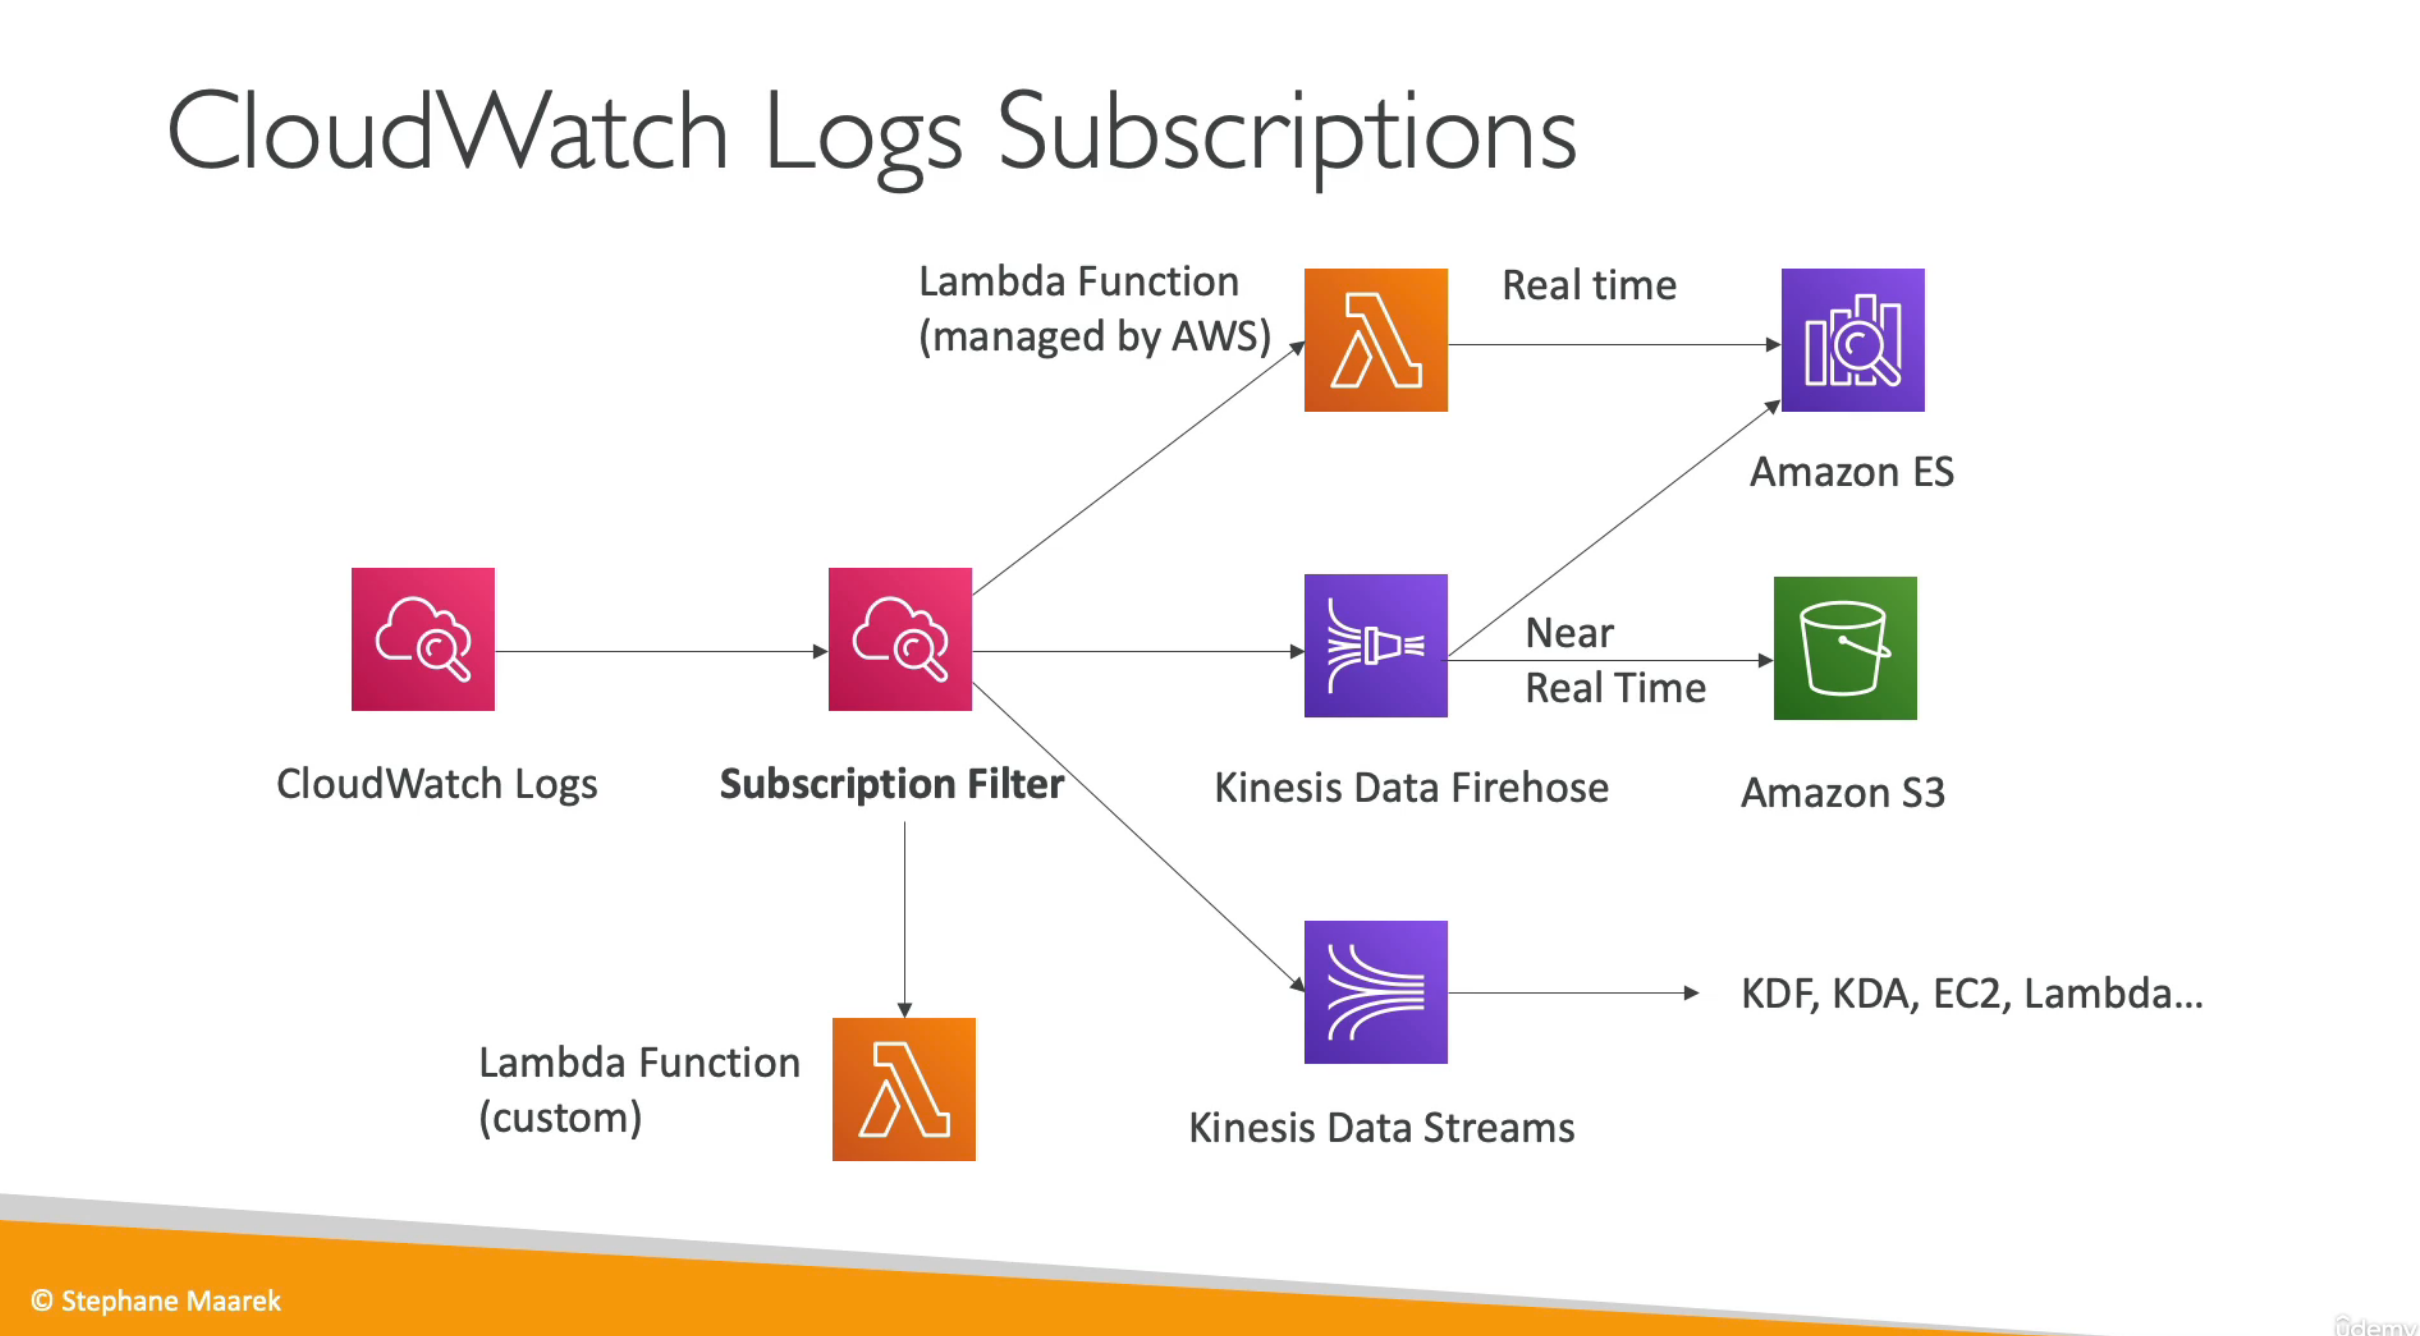 CloudWatch Logs Subscriptions
Lambda Function
(managed by AWS)
Real time
Amazon ES
Near
Real Time
CloudWatch Logs
Subscription Filter
Kinesis Data Firehose
Amazon S3
KDF, KDA, EC2, Lambda...
Lambda Function
(custom)
Kinesis Data Streams
© Stephane Maarek
ûdemy